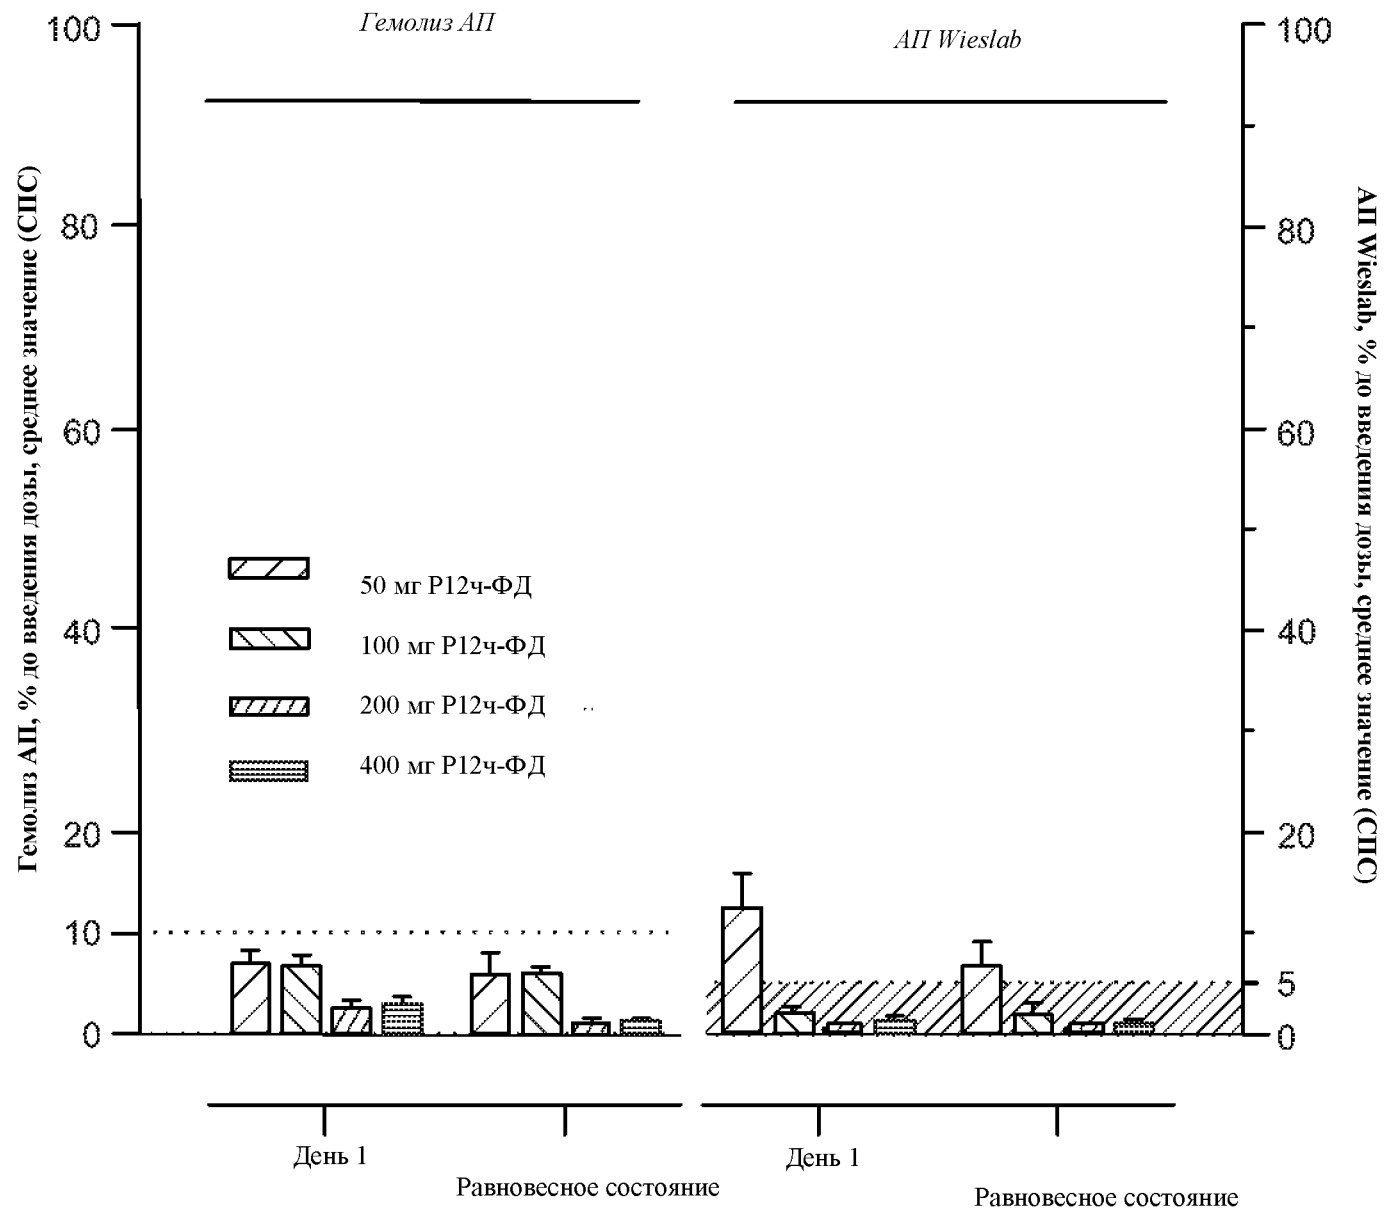 Гемолиз АП
АП Wieslab
Гемолиз АП, % до введения дозы, среднее значение (СПС)
100
80
60
40
20
10
0
50 мг Р12ч-ФД
100 мг Р12ч-ФД
200 мг Р12ч-ФД
400 мг Р12ч-ФД
100
80
60
40
20
5
0
АП Wieslab, % до введения дозы, среднее значение (СПС)
День 1
Равновесное состояние
День 1
Равновесное состояние